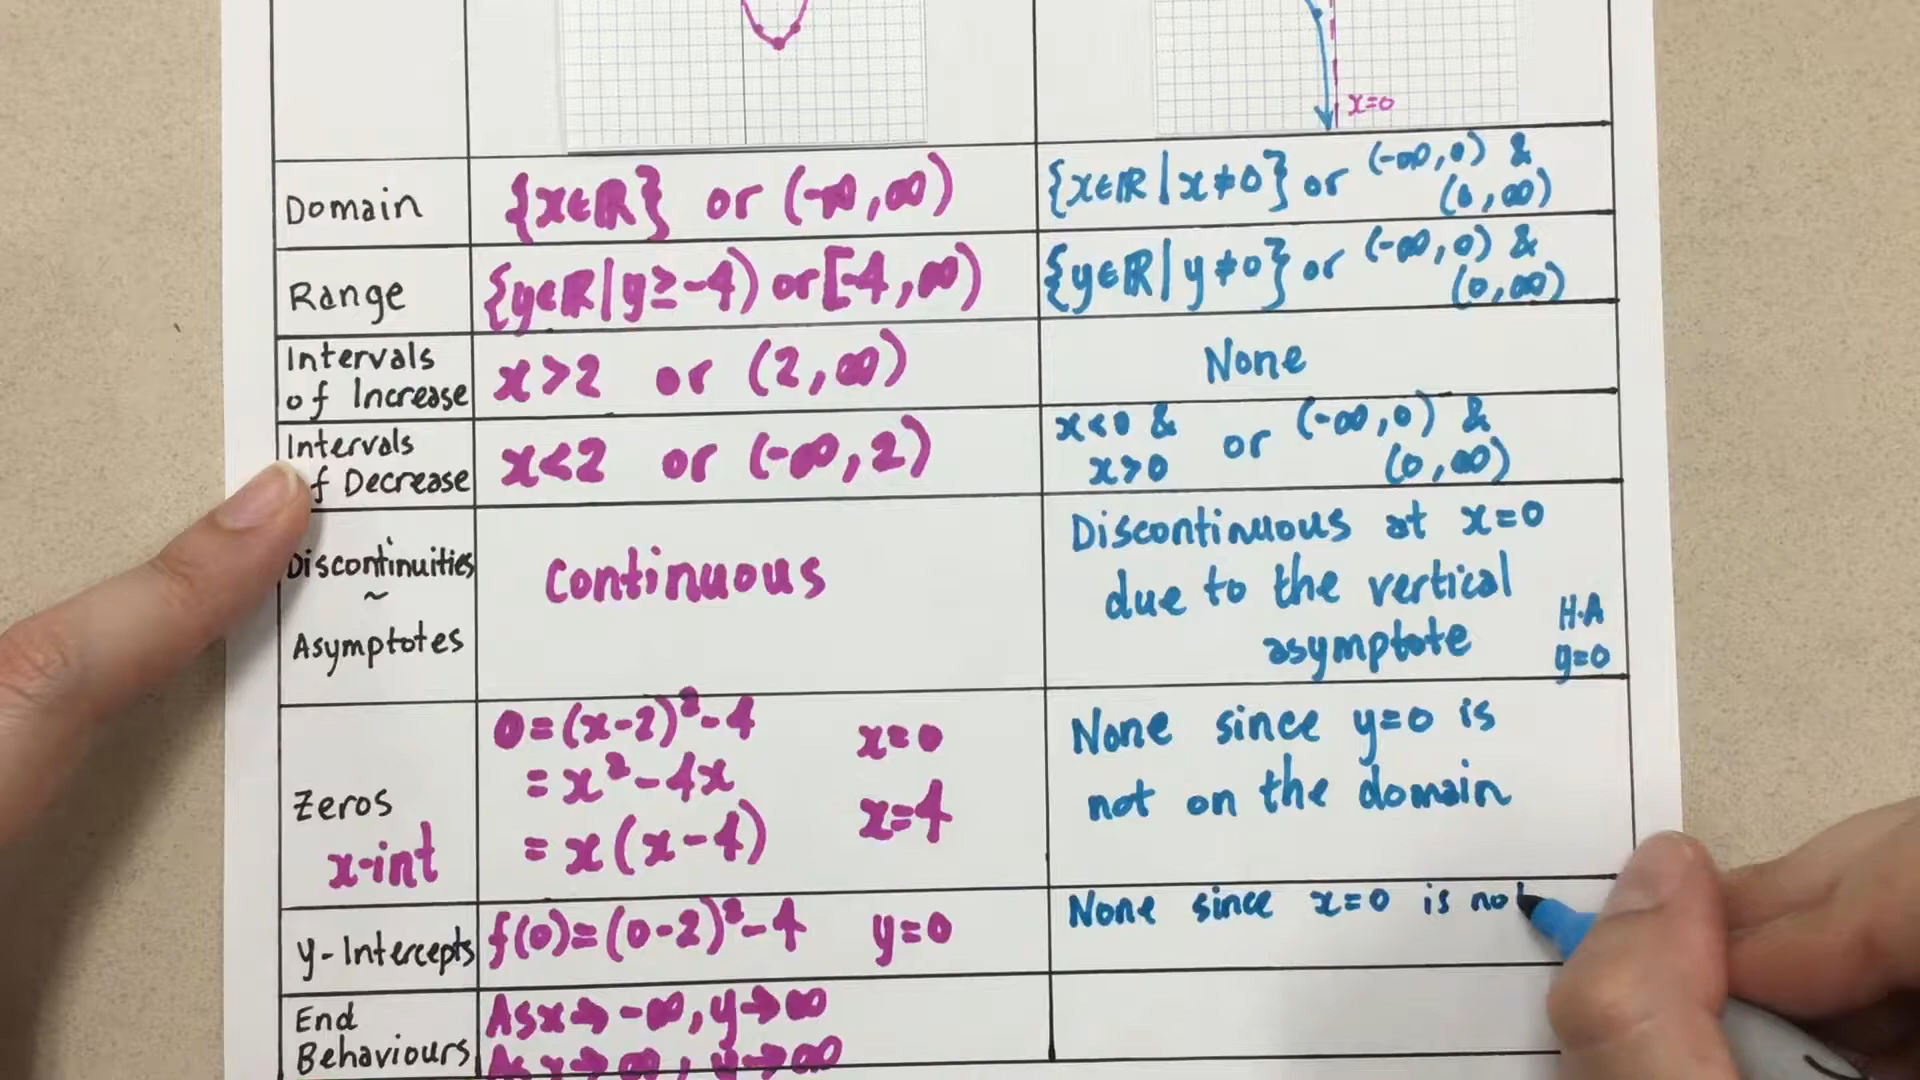 x=0
Domain
{x∈ℝ} or (-∞,∞)
{x∈ℝ | x≠0} or (-∞,0) &
(0,∞)
Range
{y∈ℝ | y≥-4) or [-4,∞)
{y∈ℝ | y≠0} or (-∞,0) &
(0,∞)
Intervals
of Increase
x>2 or (2,∞)
None
Intervals
f Decrease
x<2 or (-∞,2)
x<0 & or (-∞,0) &
x>0 (0,∞)
Discontinuities
~
Asymptotes
Continuous
Discontinuous at x=0
due to the vertical
asymptote
H.A
y=0
Zeros
x-int
0=(x-2)²-4
=x²-4x
=x(x-4)
x=0
x=4
None since y=0 is
not on the domain
y-Intercepts
f(0)=(0-2)²-4 y=0
None since x=0 is not
End
Behaviours
As x→-∞, y→∞
As x→∞, y→∞